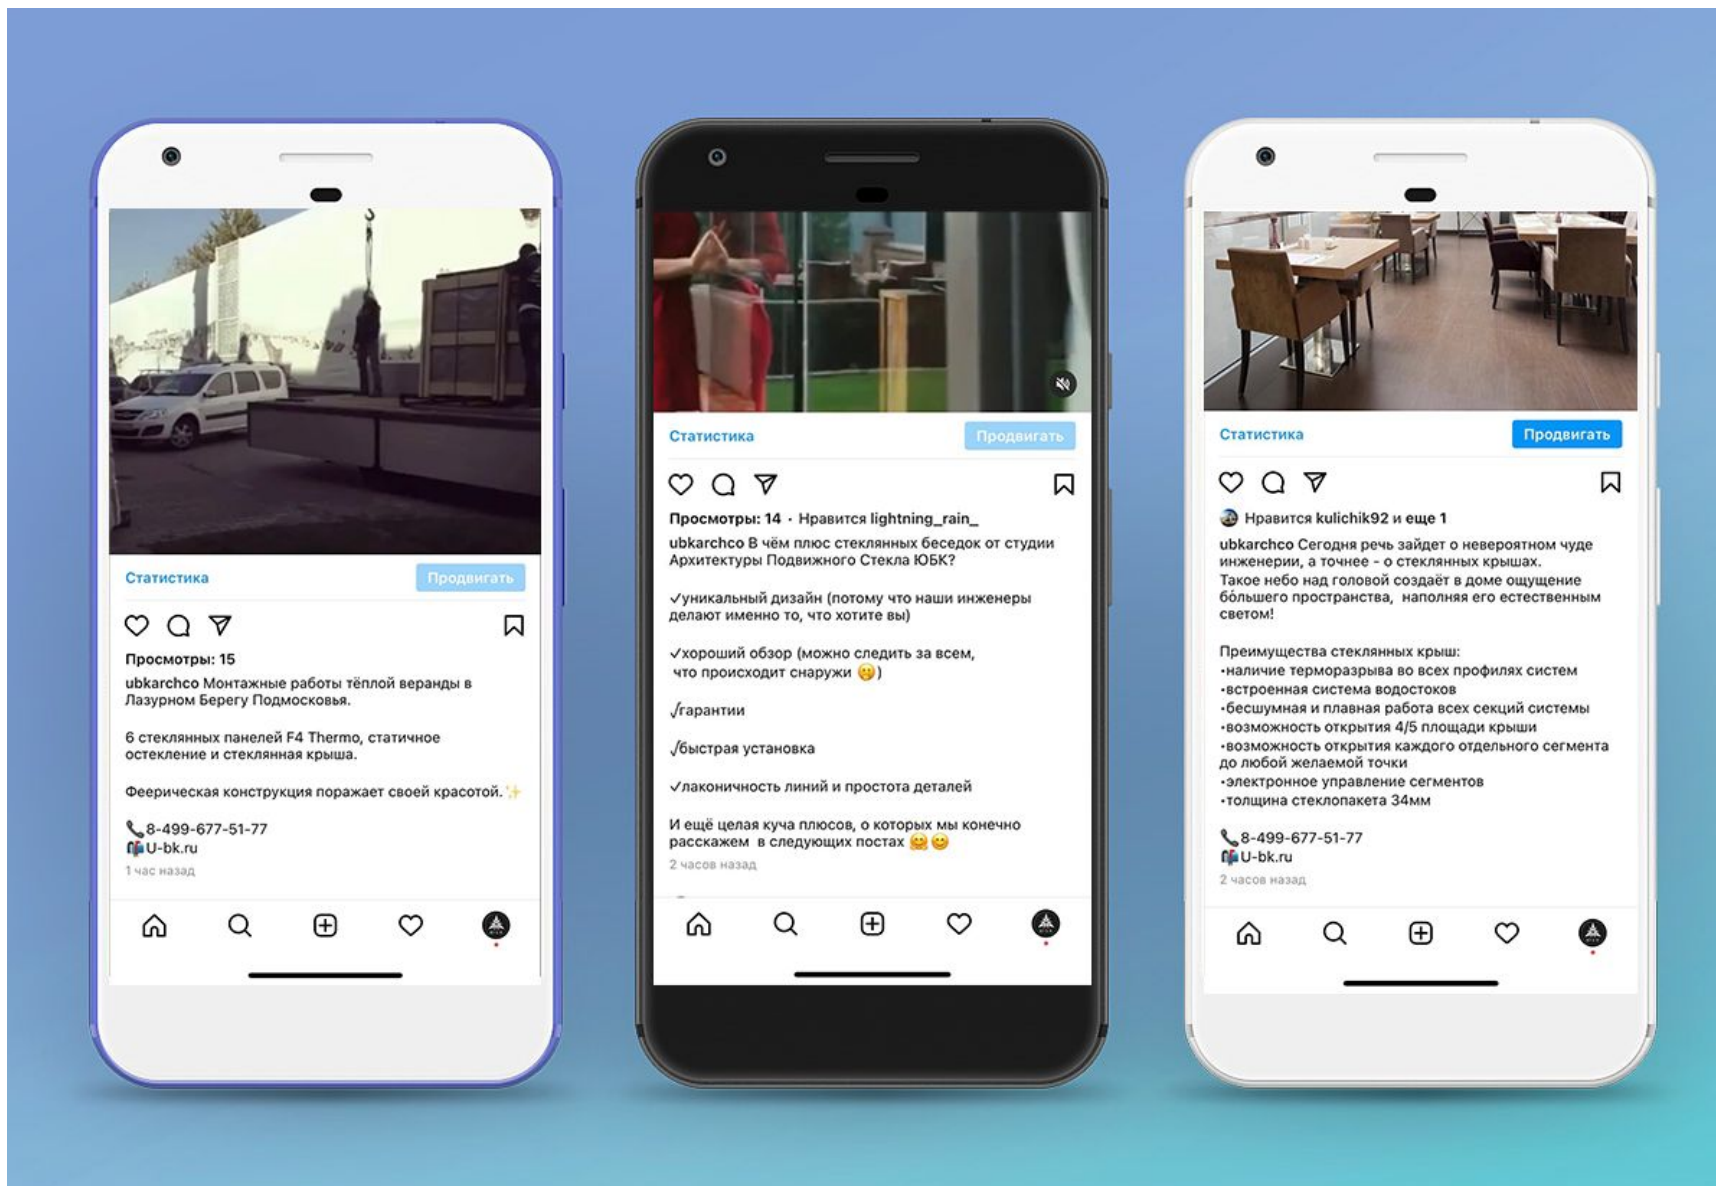 Статистика
Продвигать
Просмотры: 15
ubkarchco Монтажные работы тёплой веранды в
Лазурном Берегу Подмосковья.
6 стеклянных панелей F4 Thermo, статичное
остекление и стеклянная крыша.
Феерическая конструкция поражает своей красотой.✨
📞8-499-677-51-77
📬U-bk.ru
1 час назад
Статистика
Продвигать
Просмотры: 14 · Нравится lightning_rain_
ubkarchco В чём плюс стеклянных беседок от студии
Архитектуры Подвижного Стекла ЮБК?
✓уникальный дизайн (потому что наши инженеры
делают именно то, что хотите вы)
✓хороший обзор (можно следить за всем,
что происходит снаружи 🤫)
√гарантии
√быстрая установка
✓лаконичность линий и простота деталей
И ещё целая куча плюсов, о которых мы конечно
расскажем  в следующих постах 🤗😊
2 часов назад
Статистика
Продвигать
Нравится kulichik92 и еще 1
ubkarchco Сегодня речь зайдет о невероятном чуде
инженерии, а точнее - о стеклянных крышах.
Такое небо над головой создаёт в доме ощущение
бо́льшего пространства,  наполняя его естественным
светом!
Преимущества стеклянных крыш:
•наличие терморазрыва во всех профилях систем
•встроенная система водостоков
•бесшумная и плавная работа всех секций системы
•возможность открытия 4/5 площади крыши
•возможность открытия каждого отдельного сегмента
до любой желаемой точки
•электронное управление сегментов
•толщина стеклопакета 34мм
📞8-499-677-51-77
📬U-bk.ru
2 часов назад